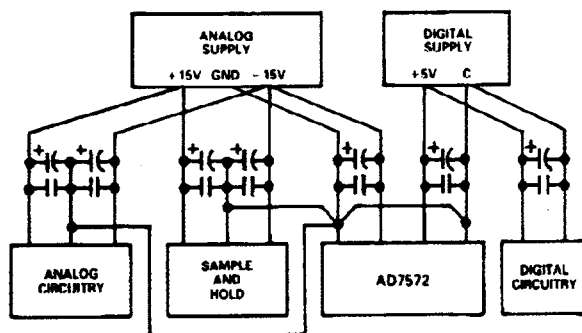 ANALOG
SUPPLY
+15V GND -15V
DIGITAL
SUPPLY
+5V C
+ + + + + + +
ANALOG
CIRCUITRY
SAMPLE
AND
HOLD
AD7572
DIGITAL
CIRCUITRY